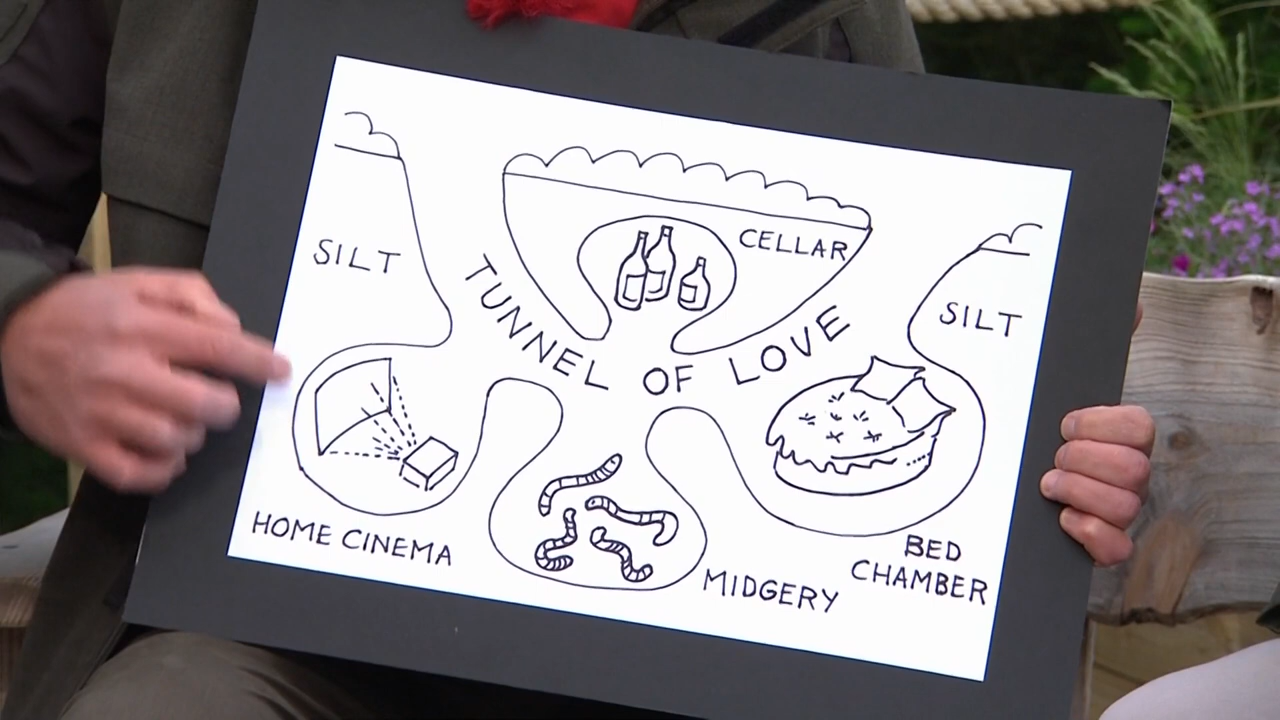 CELLAR
SILT
SILT
TUNNEL OF LOVE
HOME CINEMA
MIDGERY
BED
CHAMBER